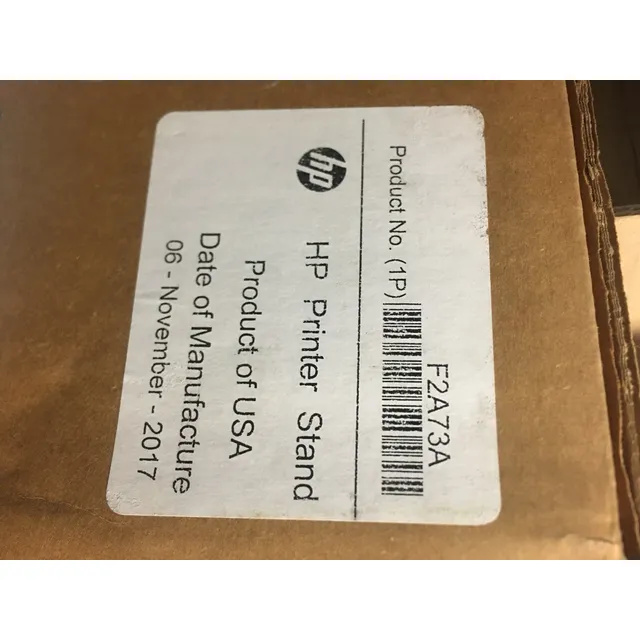 F2A73A
Product No. (1P)
hp
HP Printer Stand
Product of USA
Date of Manufacture
06 - November - 2017